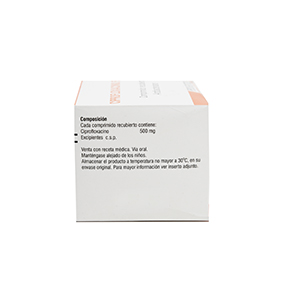 Composición
Cada comprimido recubierto contiene:
Ciprofloxacino 500 mg
Excipientes c.s.p.
Venta con receta médica. Vía oral.
Manténgase alejado de los niños.
Almacenar el producto a temperatura no mayor a 30°C, en su
envase original. Para mayor información ver inserto adjunto.